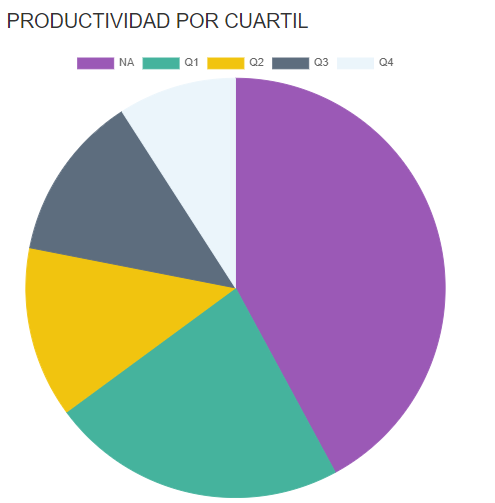 PRODUCTIVIDAD POR CUARTIL
NA Q1 Q2 Q3 Q4